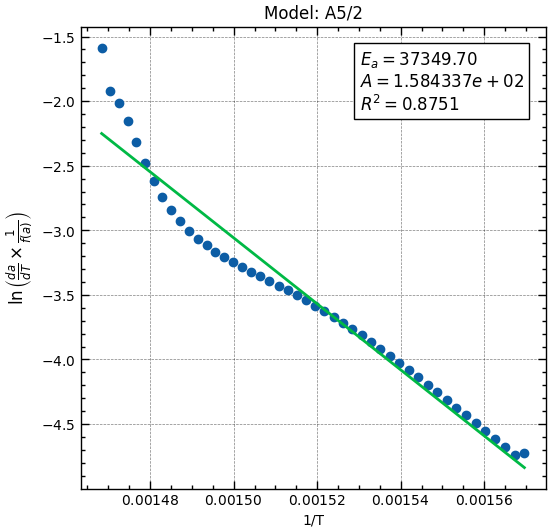 Model: A5/2
E_a = 37349.70
A = 1.584337e + 02
R² = 0.8751
ln (da/dT × 1/f(a))
−1.5
−2.0
−2.5
−3.0
−3.5
−4.0
−4.5
0.00148 0.00150 0.00152 0.00154 0.00156
1/T